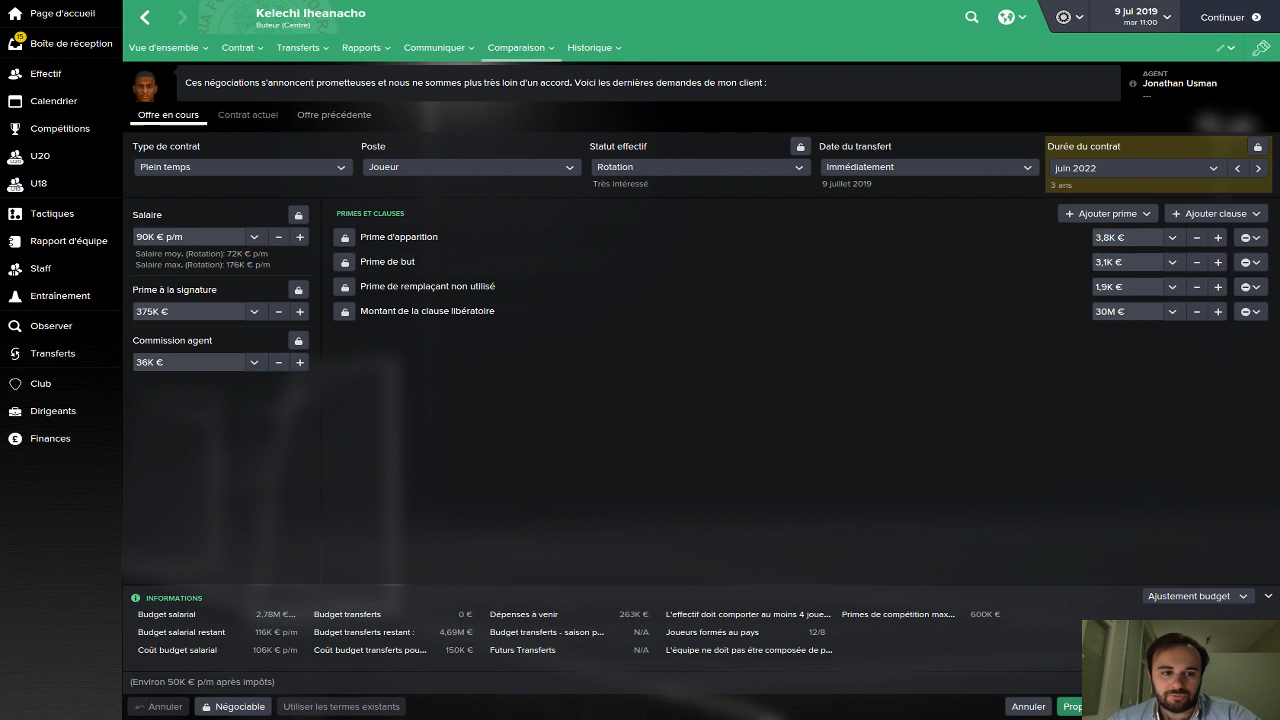 Page d'accueil
Kelechi Iheanacho
Buteur (Centre)
9 jul 2019
mar 11:00
Continuer
15
Boîte de réception
Vue d'ensemble
Contrat
Transferts
Rapports
Communiquer
Comparaison
Historique
Effectif
Calendrier
Compétitions
U20
U18
Tactiques
Rapport d'équipe
Staff
Entraînement
Observer
Transferts
Club
Dirigeants
Finances
Ces négociations s'annoncent prometteuses et nous ne sommes plus très loin d'un accord. Voici les dernières demandes de mon client :
AGENT
Jonathan Usman
---
Offre en cours
Contrat actuel
Offre précédente
Type de contrat
Plein temps
Poste
Joueur
Statut effectif
Rotation
Très intéressé
Date du transfert
Immédiatement
9 juillet 2019
Durée du contrat
juin 2022
3 ans
Salaire
90K € p/m
Salaire moy. (Rotation): 72K € p/m
Salaire max. (Rotation): 176K € p/m
Prime à la signature
375K €
Commission agent
36K €
PRIMES ET CLAUSES
Ajouter prime
Ajouter clause
Prime d'apparition
3,8K €
Prime de but
3,1K €
Prime de remplaçant non utilisé
1,9K €
Montant de la clause libératoire
30M €
INFORMATIONS
Ajustement budget
Budget salarial 2,78M €...
Budget transferts 0 €
Dépenses à venir 263K €
L'effectif doit comporter au moins 4 joue...
Primes de compétition max... 600K €
Budget salarial restant 116K € p/m
Budget transferts restant : 4,69M €
Budget transferts - saison p... N/A
Joueurs formés au pays 12/8
Coût budget salarial 106K € p/m
Coût budget transferts pou... 150K €
Futurs Transferts N/A
L'équipe ne doit pas être composée de p...
(Environ 50K € p/m après impôts)
Annuler
Négociable
Utiliser les termes existants
Annuler
Prop